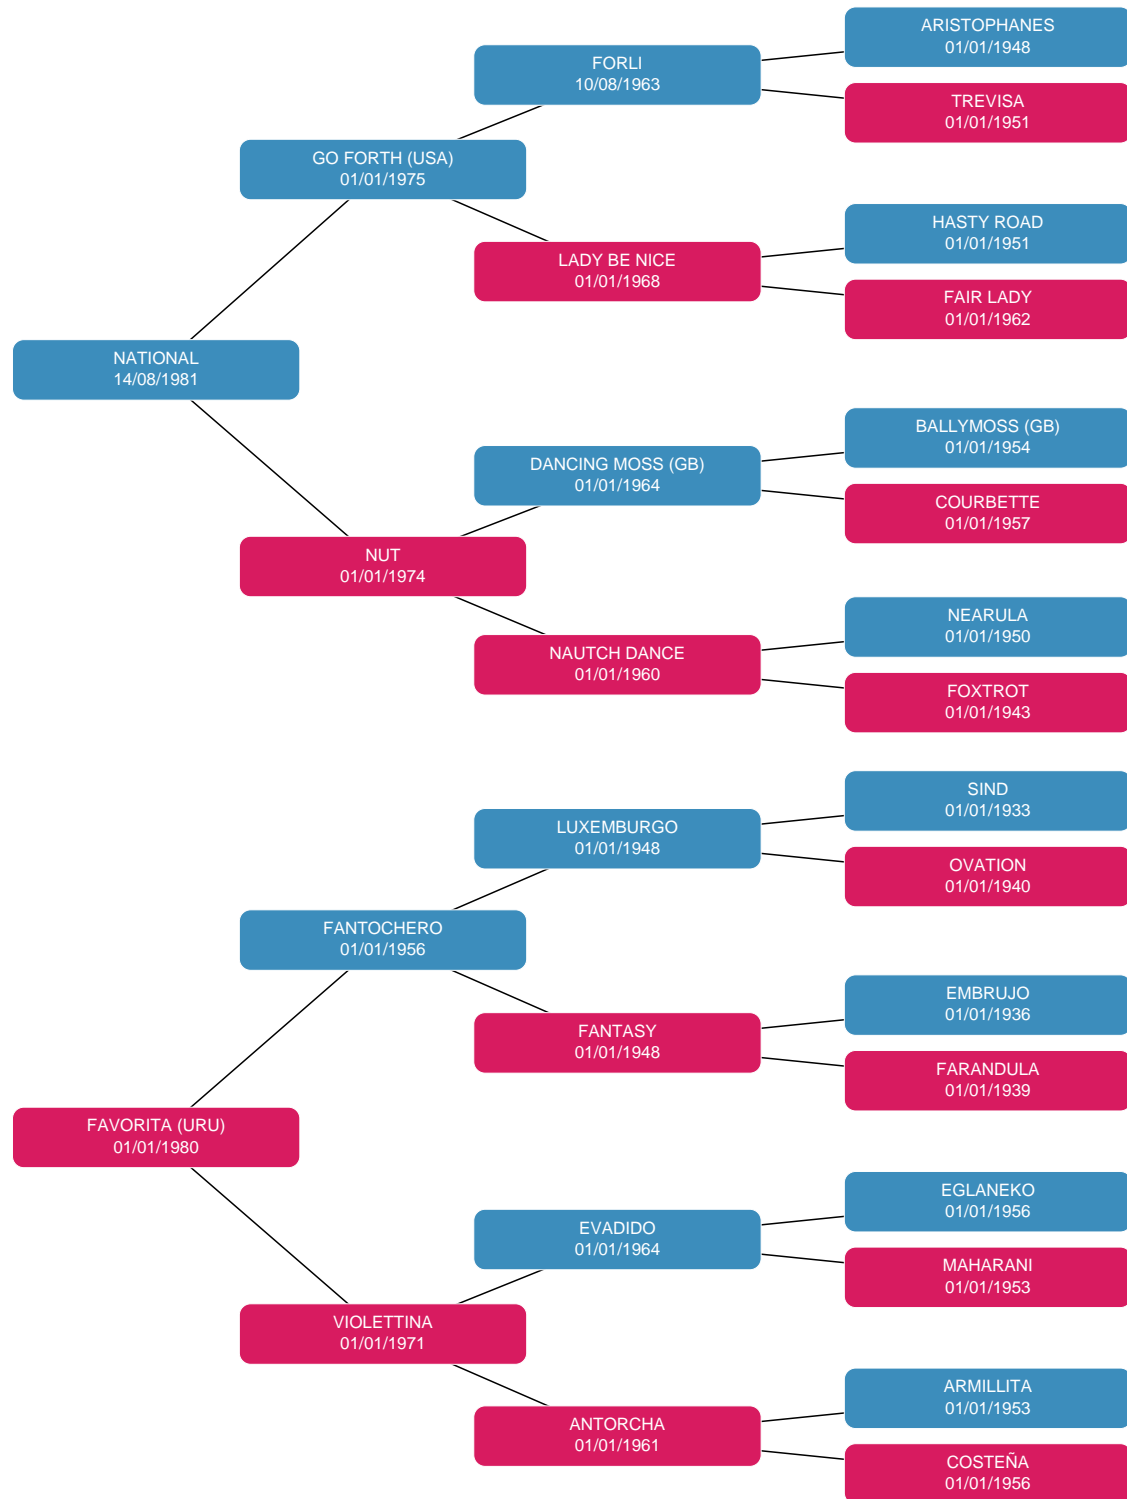 ARISTOPHANES
01/01/1948
FORLI
10/08/1963
TREVISA
01/01/1951
GO FORTH (USA)
01/01/1975
HASTY ROAD
01/01/1951
LADY BE NICE
01/01/1968
FAIR LADY
01/01/1962
NATIONAL
14/08/1981
BALLYMOSS (GB)
01/01/1954
DANCING MOSS (GB)
01/01/1964
COURBETTE
01/01/1957
NUT
01/01/1974
NEARULA
01/01/1950
NAUTCH DANCE
01/01/1960
FOXTROT
01/01/1943
SIND
01/01/1933
LUXEMBURGO
01/01/1948
OVATION
01/01/1940
FANTOCHERO
01/01/1956
EMBRUJO
01/01/1936
FANTASY
01/01/1948
FARANDULA
01/01/1939
FAVORITA (URU)
01/01/1980
EGLANEKO
01/01/1956
EVADIDO
01/01/1964
MAHARANI
01/01/1953
VIOLETTINA
01/01/1971
ARMILLITA
01/01/1953
ANTORCHA
01/01/1961
COSTEÑA
01/01/1956